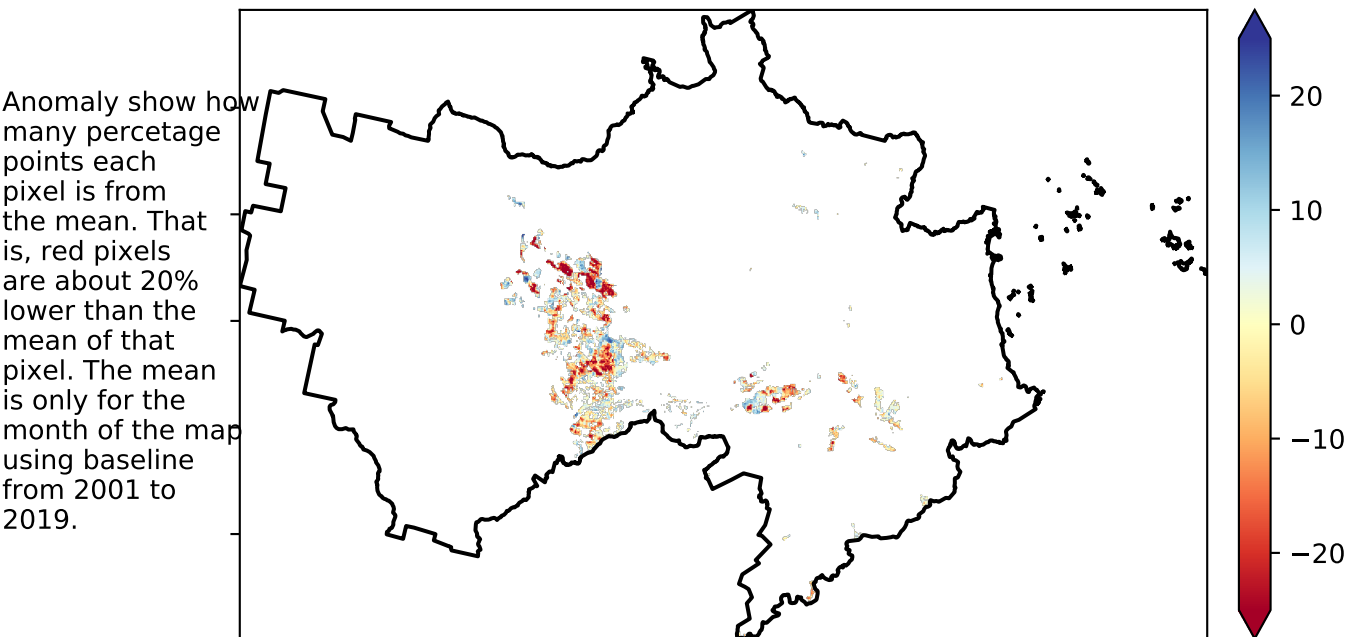 Anomaly show how
many percetage
points each
pixel is from
the mean. That
is, red pixels
are about 20%
lower than the
mean of that
pixel. The mean
is only for the
month of the map
using baseline
from 2001 to
2019.
20
10
0
−10
−20